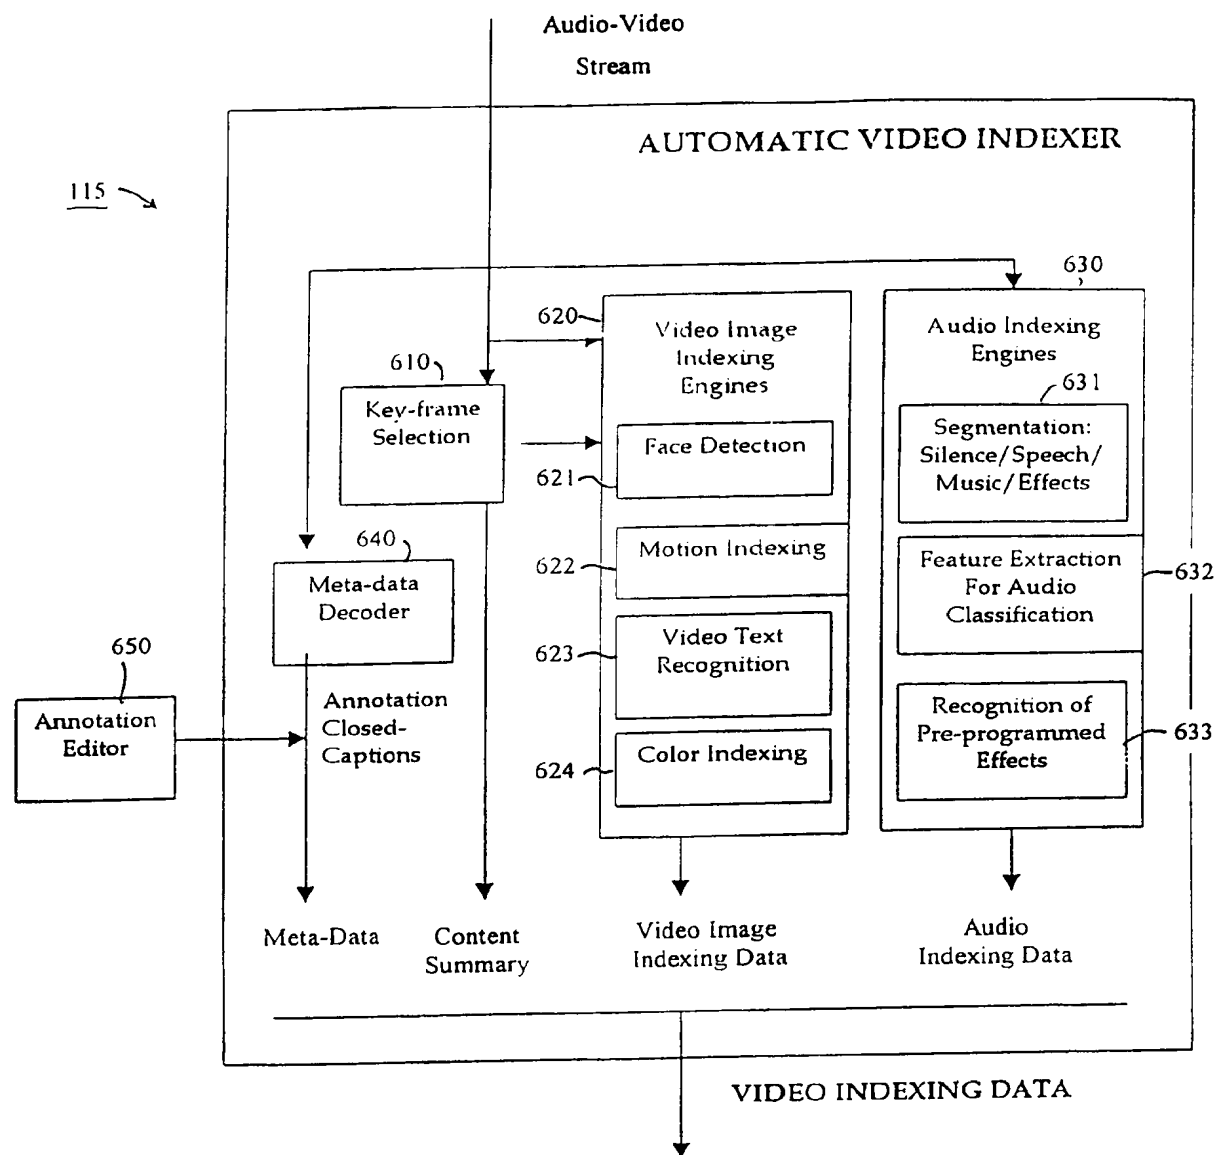 Audio-Video
Stream
AUTOMATIC VIDEO INDEXER
115
630
620
Video Image
Indexing
Engines
Audio Indexing
Engines
610
Key-frame
Selection
631
Segmentation:
Silence/Speech/
Music/Effects
Face Detection
621
640
Meta-data
Decoder
Motion Indexing
622
Feature Extraction
For Audio
Classification
632
650
Annotation
Editor
Annotation
Closed-
Captions
Video Text
Recognition
623
Recognition of
Pre-programmed
Effects
633
Color Indexing
624
Meta-Data
Content
Summary
Video Image
Indexing Data
Audio
Indexing Data
VIDEO INDEXING DATA